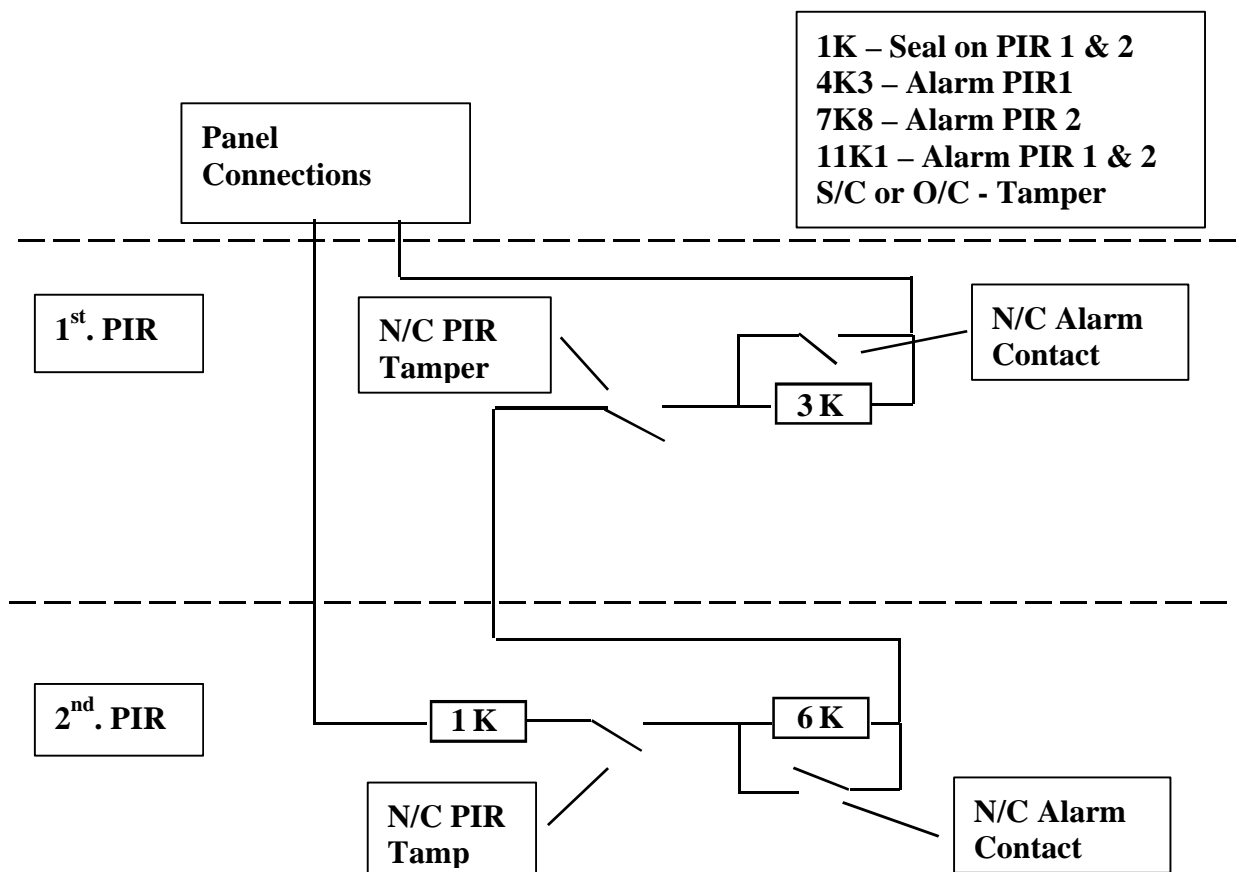 1K – Seal on PIR 1 & 2
4K3 – Alarm PIR1
7K8 – Alarm PIR 2
11K1 – Alarm PIR 1 & 2
S/C or O/C - Tamper
Panel
Connections
1st. PIR
N/C PIR
Tamper
N/C Alarm
Contact
3 K
2nd. PIR
1 K
6 K
N/C PIR
Tamp
N/C Alarm
Contact